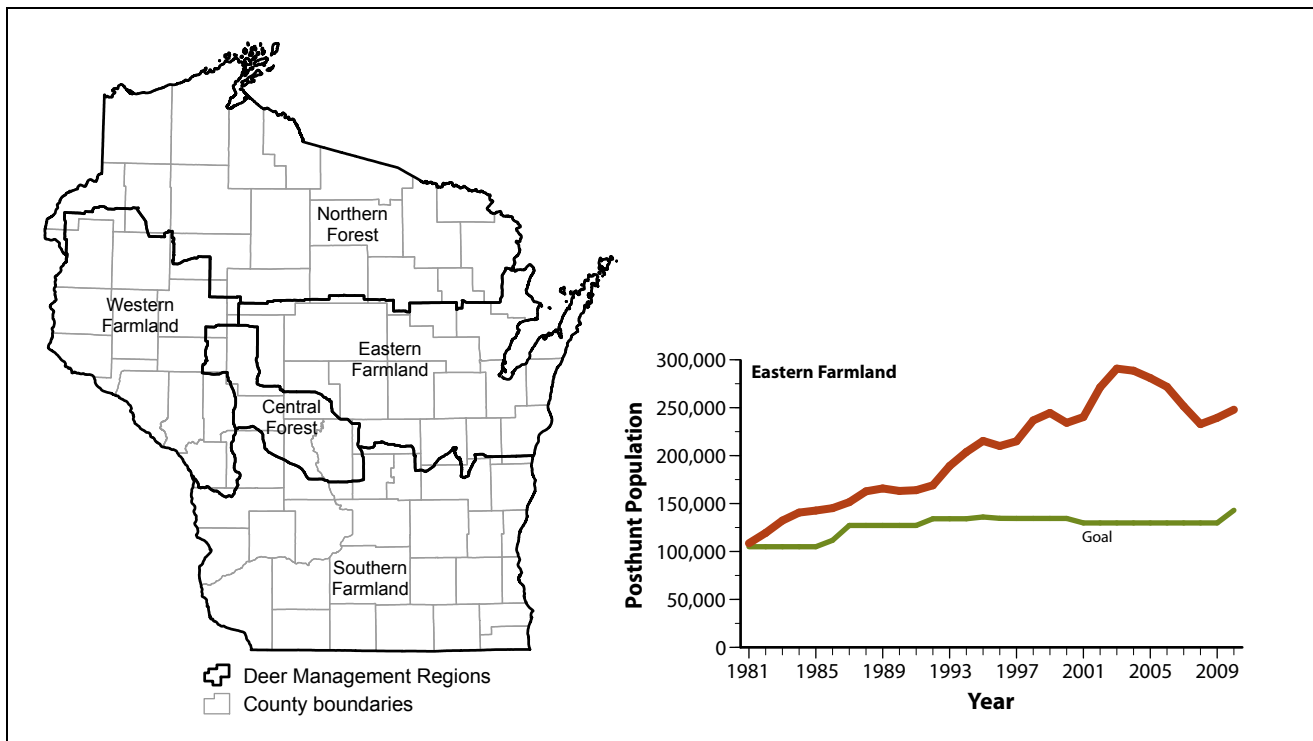 Northern
Forest
Western
Farmland
Eastern
Farmland
Central
Forest
Southern
Farmland
Deer Management Regions
County boundaries
Eastern Farmland
Posthunt Population
300,000
250,000
200,000
150,000
100,000
50,000
0
Goal
1981 1985 1989 1993 1997 2001 2005 2009
Year